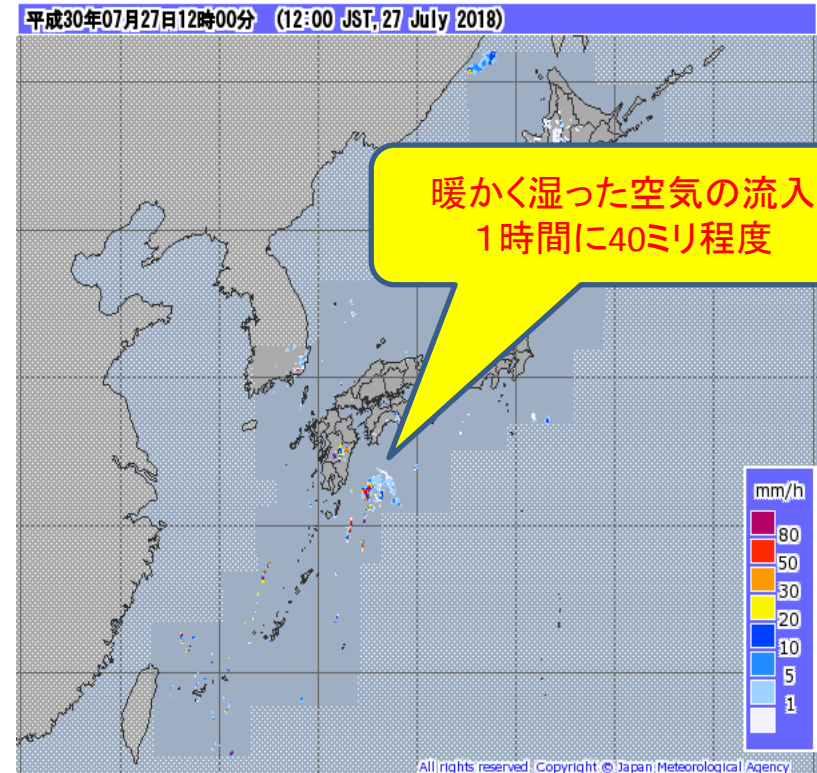 平成30年07月27日12時00分 (12:00 JST, 27 July 2018)
暖かく湿った空気の流入
１時間に40ミリ程度
mm/h
80
50
30
20
10
5
1
All rights reserved. Copyright © Japan Meteorological Agency